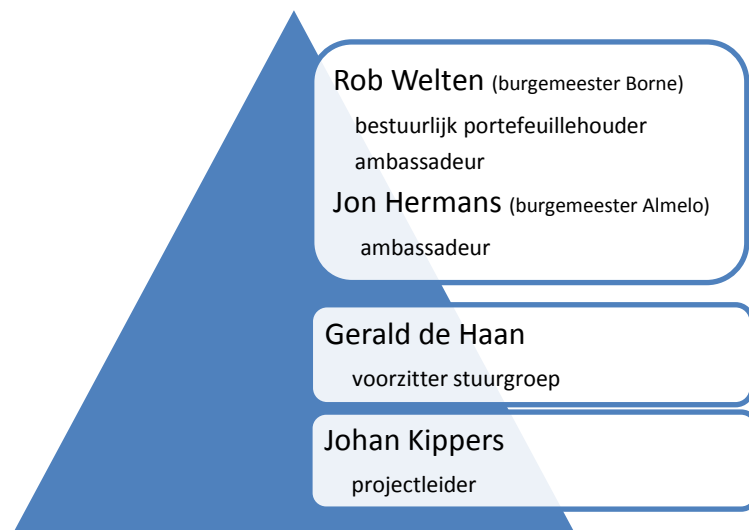 Rob Welten (burgemeester Borne)
bestuurlijk portefeuillehouder
ambassadeur
Jon Hermans (burgemeester Almelo)
ambassadeur
Gerald de Haan
voorzitter stuurgroep
Johan Kippers
projectleider